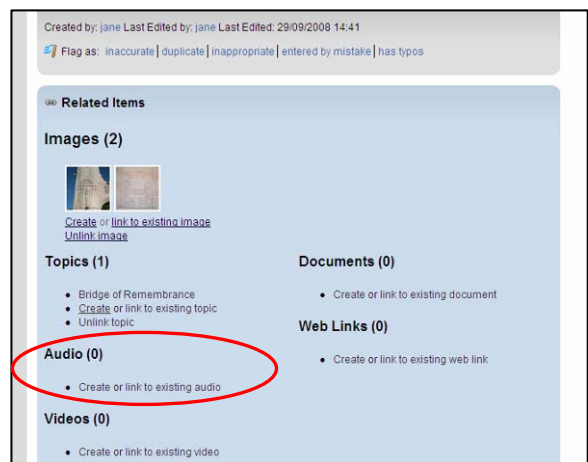 Created by: jane Last Edited by: jane Last Edited: 29/09/2008 14:41
Flag as: inaccurate | duplicate | inappropriate | entered by mistake | has typos
Related Items
Images (2)
Create or link to existing image
Unlink image
Topics (1)
• Bridge of Remembrance
• Create or link to existing topic
• Unlink topic
Audio (0)
• Create or link to existing audio
Videos (0)
• Create or link to existing video
Documents (0)
• Create or link to existing document
Web Links (0)
• Create or link to existing web link